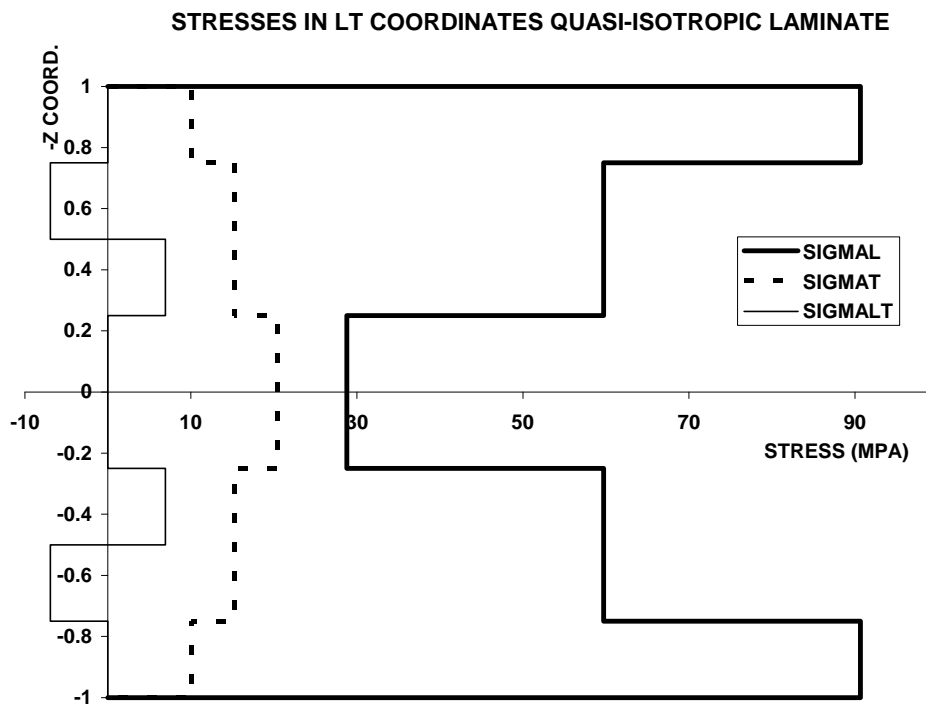 STRESSES IN LT COORDINATES QUASI-ISOTROPIC LAMINATE
-Z COORD.
1
0.8
0.6
0.4
0.2
0
-0.2
-0.4
-0.6
-0.8
-1
-10 10 30 50 70 90
STRESS (MPA)
SIGMAL
SIGMAT
SIGMALT